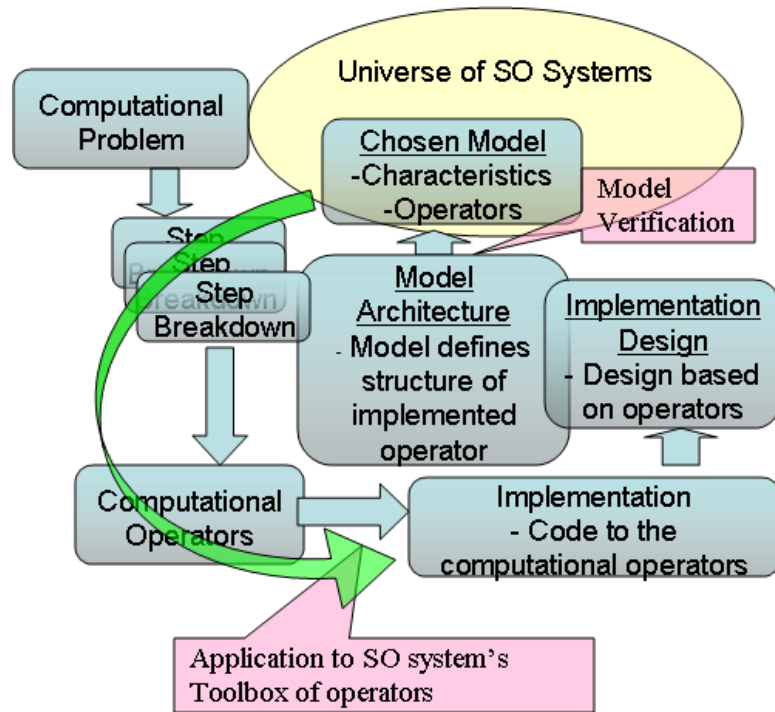 Universe of SO Systems
Computational
Problem
Chosen Model
-Characteristics
-Operators
Model
Verification
Step
Breakdown
Step
Breakdown
Step
Breakdown
Model
Architecture
- Model defines
structure of
implemented
operator
Implementation
Design
- Design based
on operators
Computational
Operators
Implementation
- Code to the
computational operators
Application to SO system's
Toolbox of operators